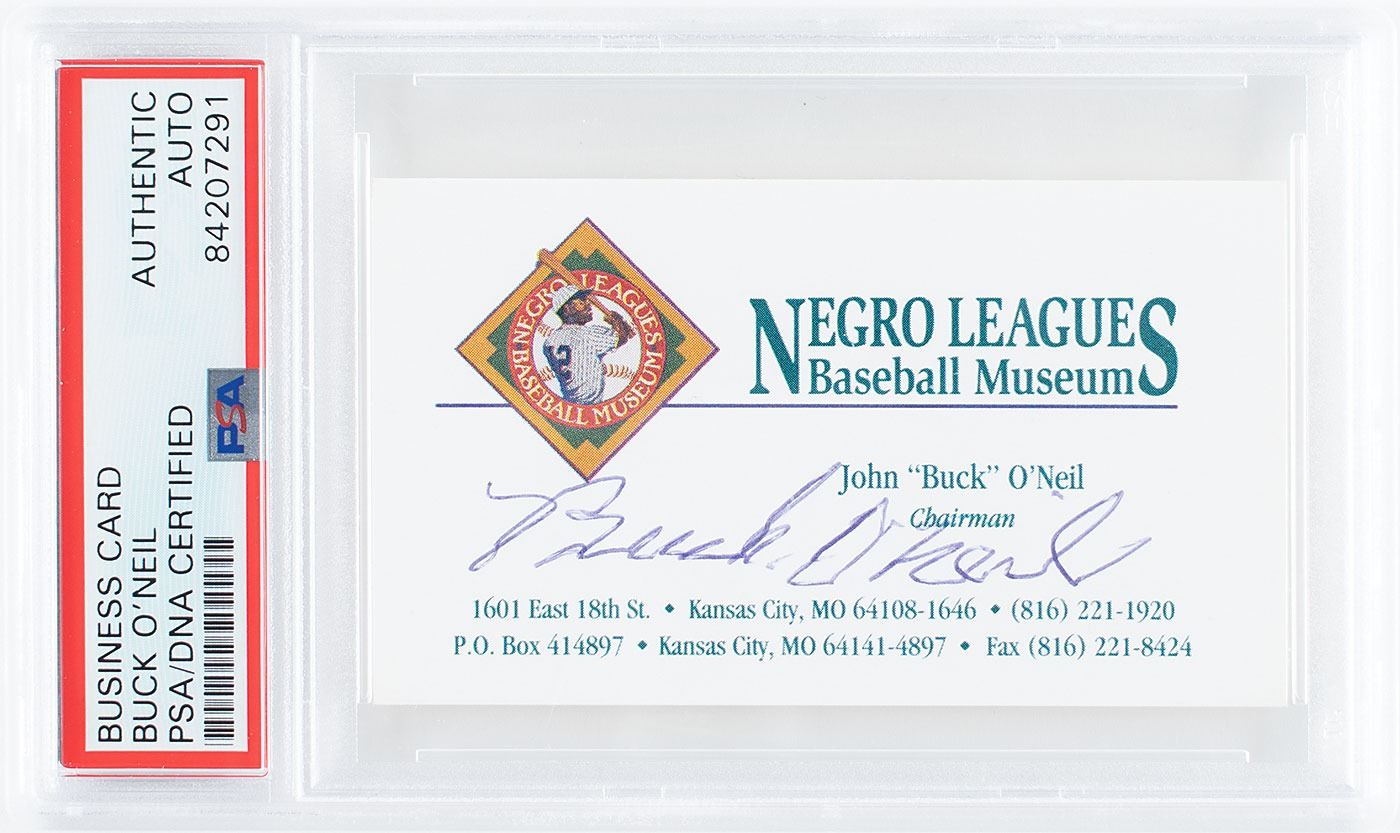 BUSINESS CARD AUTHENTIC
BUCK O'NEIL AUTO
PSA/DNA CERTIFIED 84207291
PSA
NEGRO LEAGUES
BASEBALL MUSEUM
2
NEGRO LEAGUES
Baseball Museum
John “Buck” O’Neil
Chairman
Buck O'Neil
1601 East 18th St. ◆ Kansas City, MO 64108-1646 ◆ (816) 221-1920
P.O. Box 414897 ◆ Kansas City, MO 64141-4897 ◆ Fax (816) 221-8424